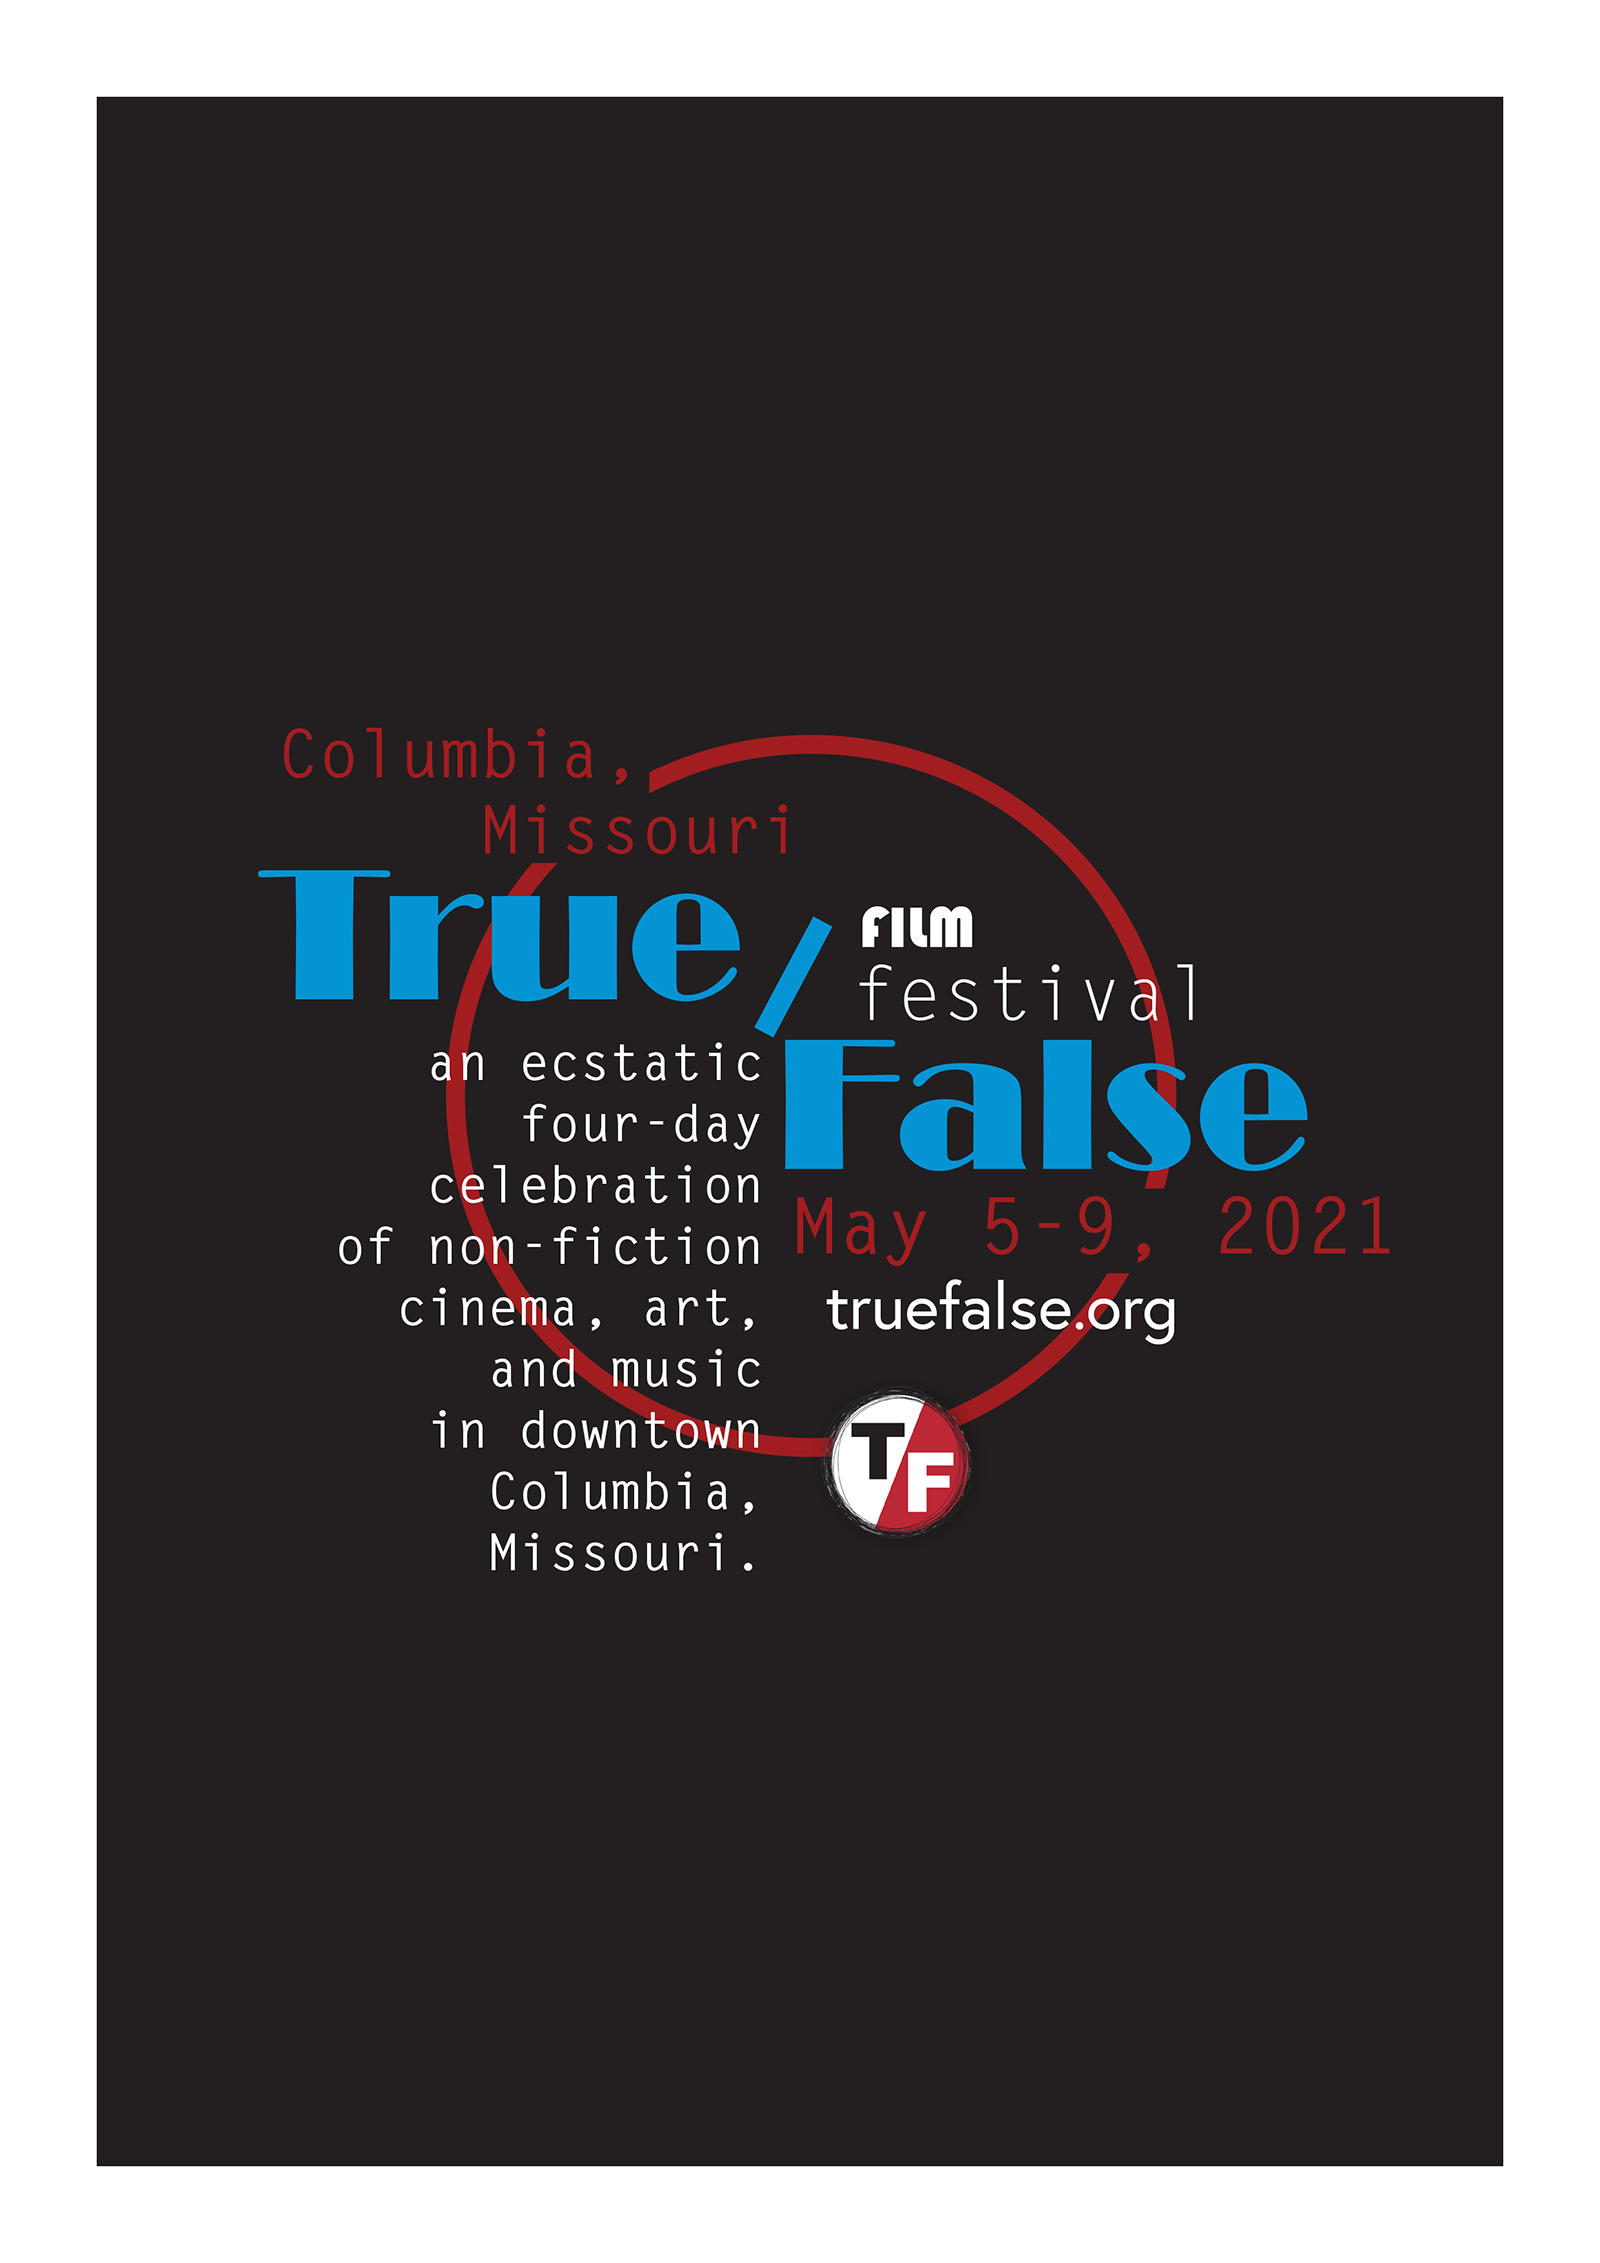 Columbia,
Missouri
True/
FILM
festival
False
an ecstatic
four-day
celebration
of non-fiction
cinema, art,
and music
in downtown
Columbia,
Missouri.
May 5-9, 2021
truefalse.org
T/F